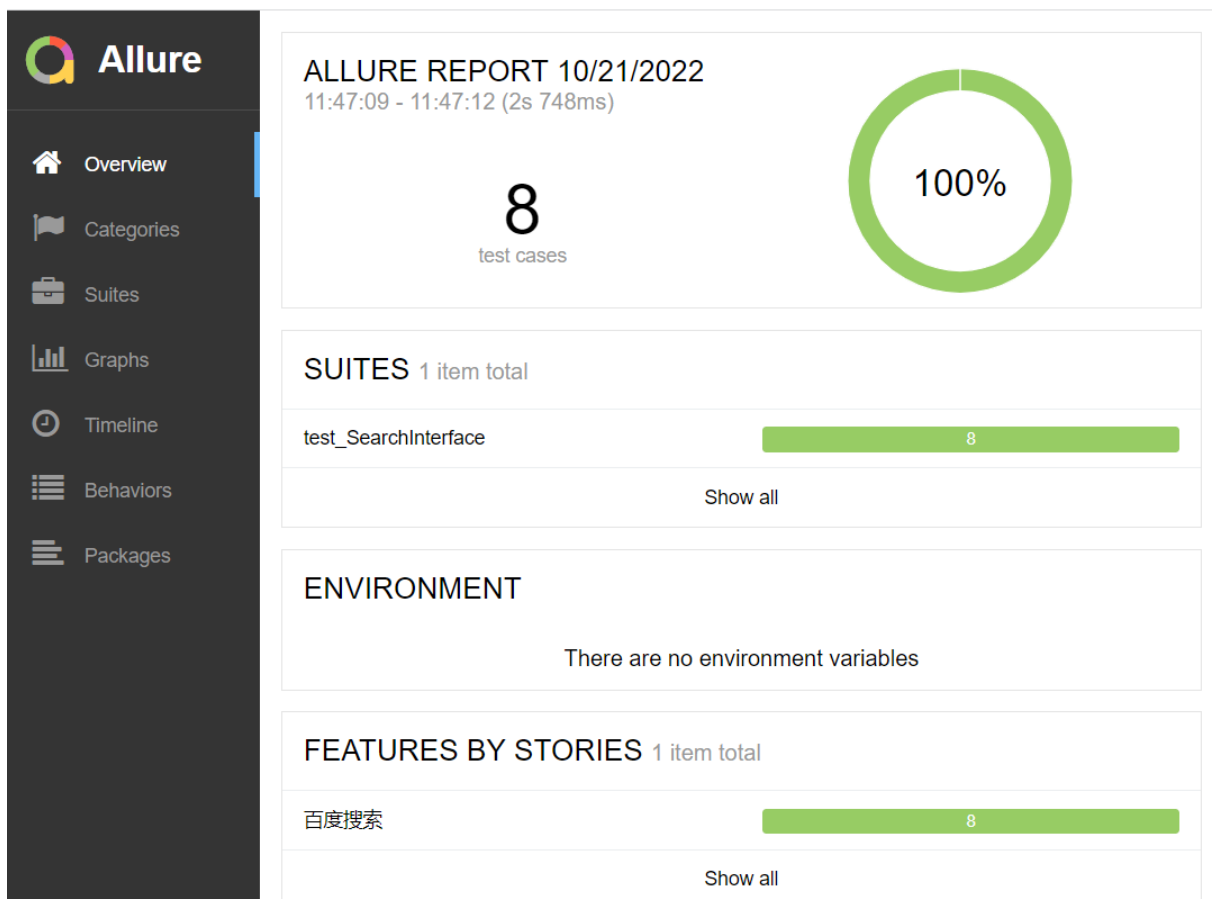 Allure
Overview
Categories
Suites
Graphs
Timeline
Behaviors
Packages
ALLURE REPORT 10/21/2022
11:47:09 - 11:47:12 (2s 748ms)
8
test cases
100%
SUITES 1 item total
test_SearchInterface 8
Show all
ENVIRONMENT
There are no environment variables
FEATURES BY STORIES 1 item total
百度搜索 8
Show all